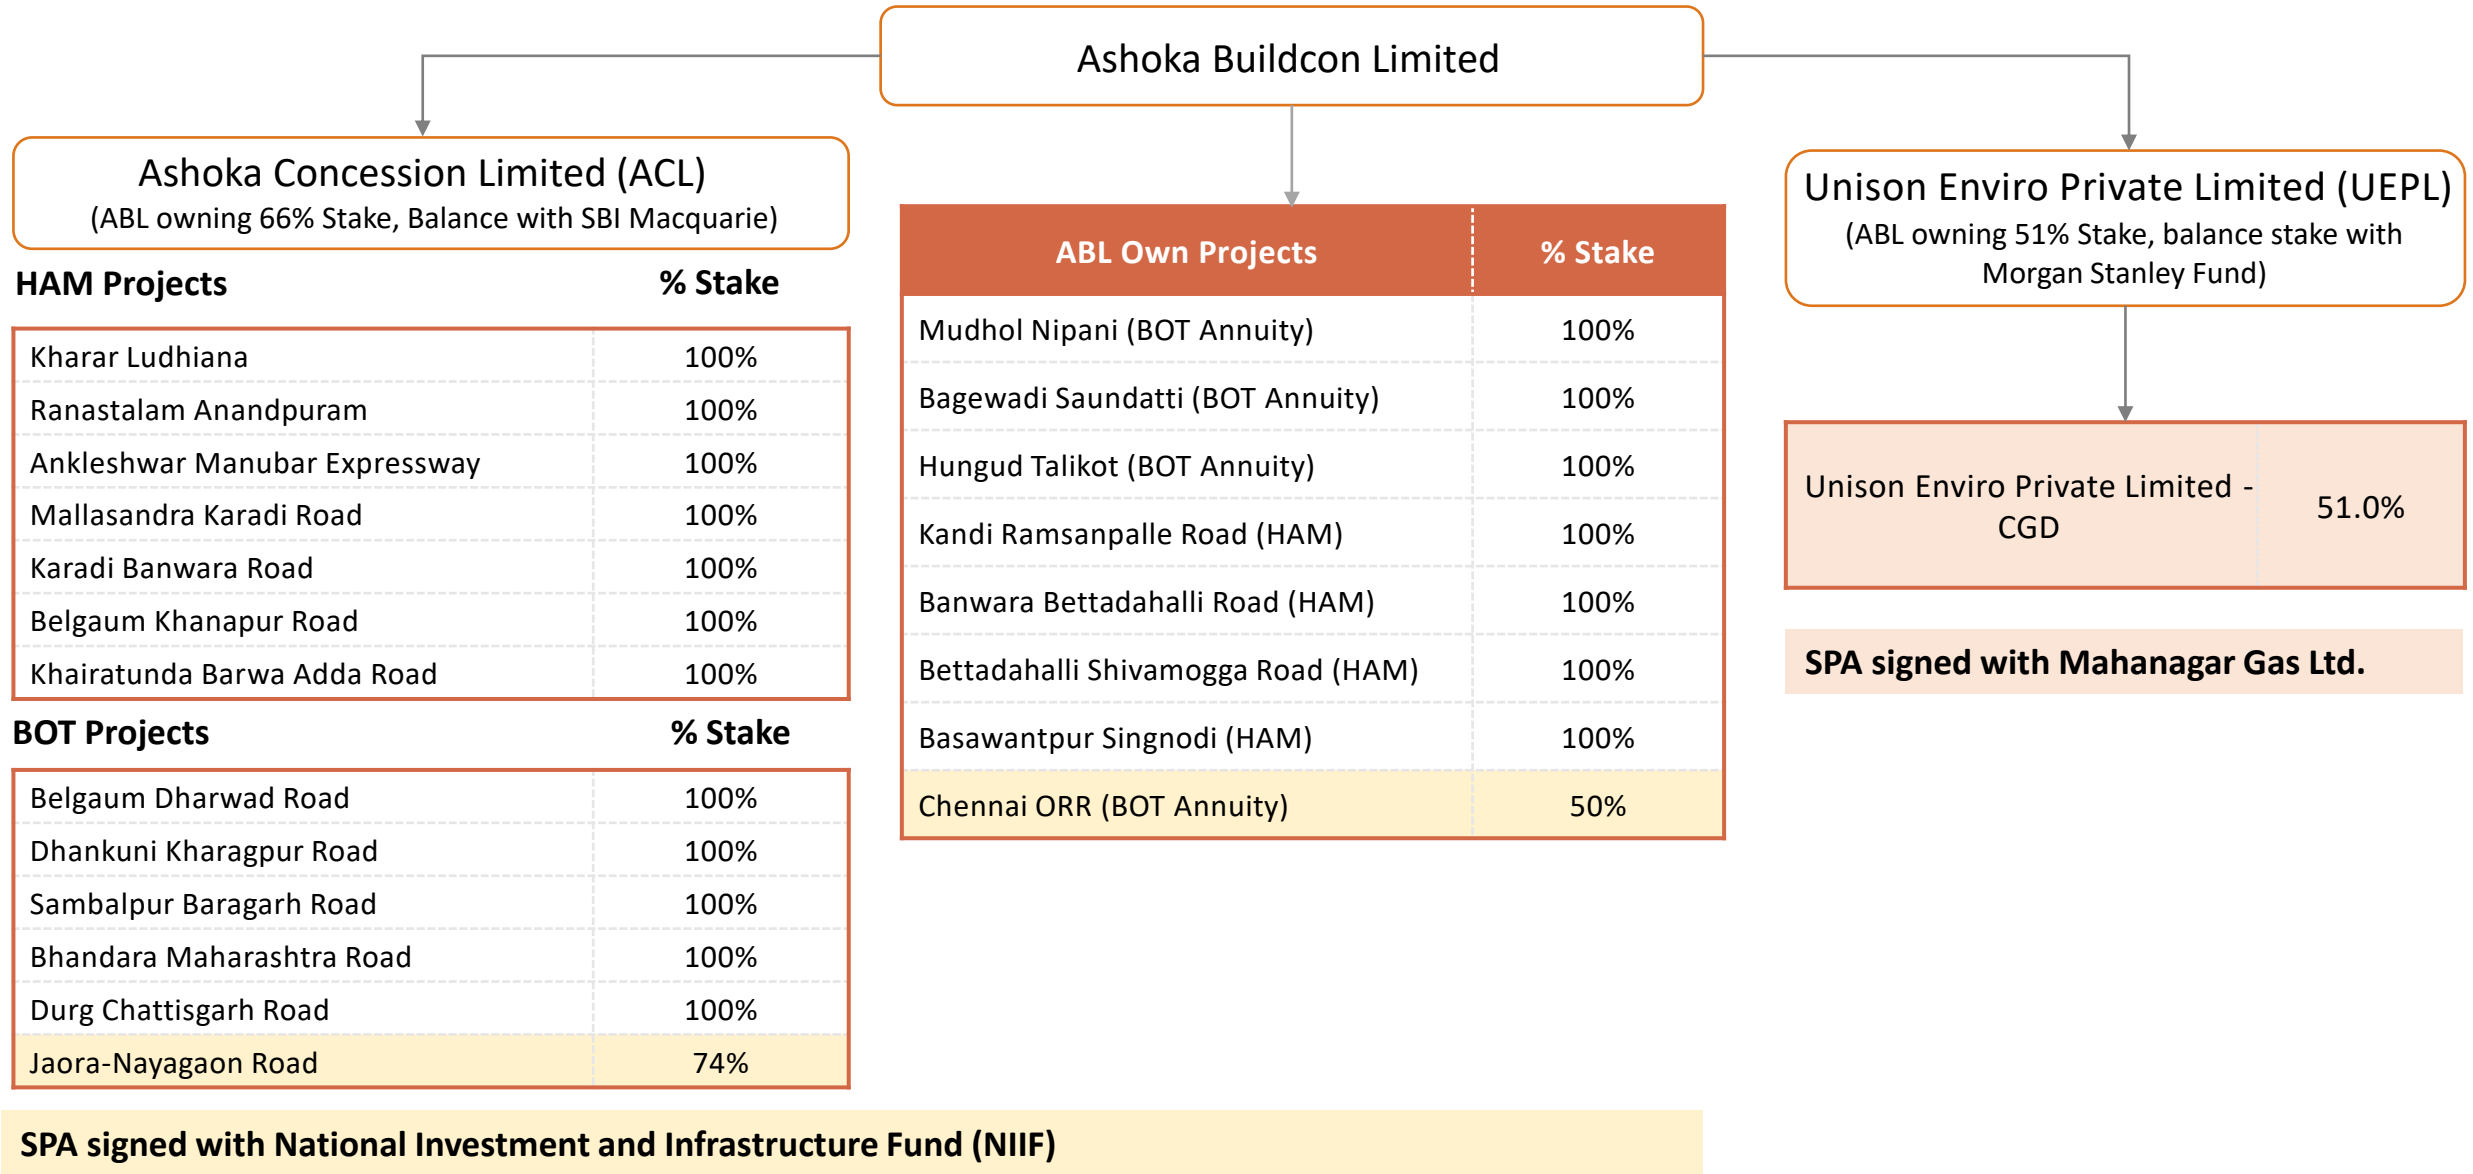 Ashoka Buildcon Limited
Ashoka Concession Limited (ACL)
(ABL owning 66% Stake, Balance with SBI Macquarie)
HAM Projects % Stake
Kharar Ludhiana 100%
Ranastalam Anandpuram 100%
Ankleshwar Manubar Expressway 100%
Mallasandra Karadi Road 100%
Karadi Banwara Road 100%
Belgaum Khanapur Road 100%
Khairatunda Barwa Adda Road 100%
BOT Projects % Stake
Belgaum Dharwad Road 100%
Dhankuni Kharagpur Road 100%
Sambalpur Baragarh Road 100%
Bhandara Maharashtra Road 100%
Durg Chattisgarh Road 100%
Jaora-Nayagaon Road 74%
ABL Own Projects % Stake
Mudhol Nipani (BOT Annuity) 100%
Bagewadi Saundatti (BOT Annuity) 100%
Hungud Talikot (BOT Annuity) 100%
Kandi Ramsanpalle Road (HAM) 100%
Banwara Bettadahalli Road (HAM) 100%
Bettadahalli Shivamogga Road (HAM) 100%
Basawantpur Singnodi (HAM) 100%
Chennai ORR (BOT Annuity) 50%
Unison Enviro Private Limited (UEPL)
(ABL owning 51% Stake, balance stake with
Morgan Stanley Fund)
Unison Enviro Private Limited -
CGD
51.0%
SPA signed with Mahanagar Gas Ltd.
SPA signed with National Investment and Infrastructure Fund (NIIF)